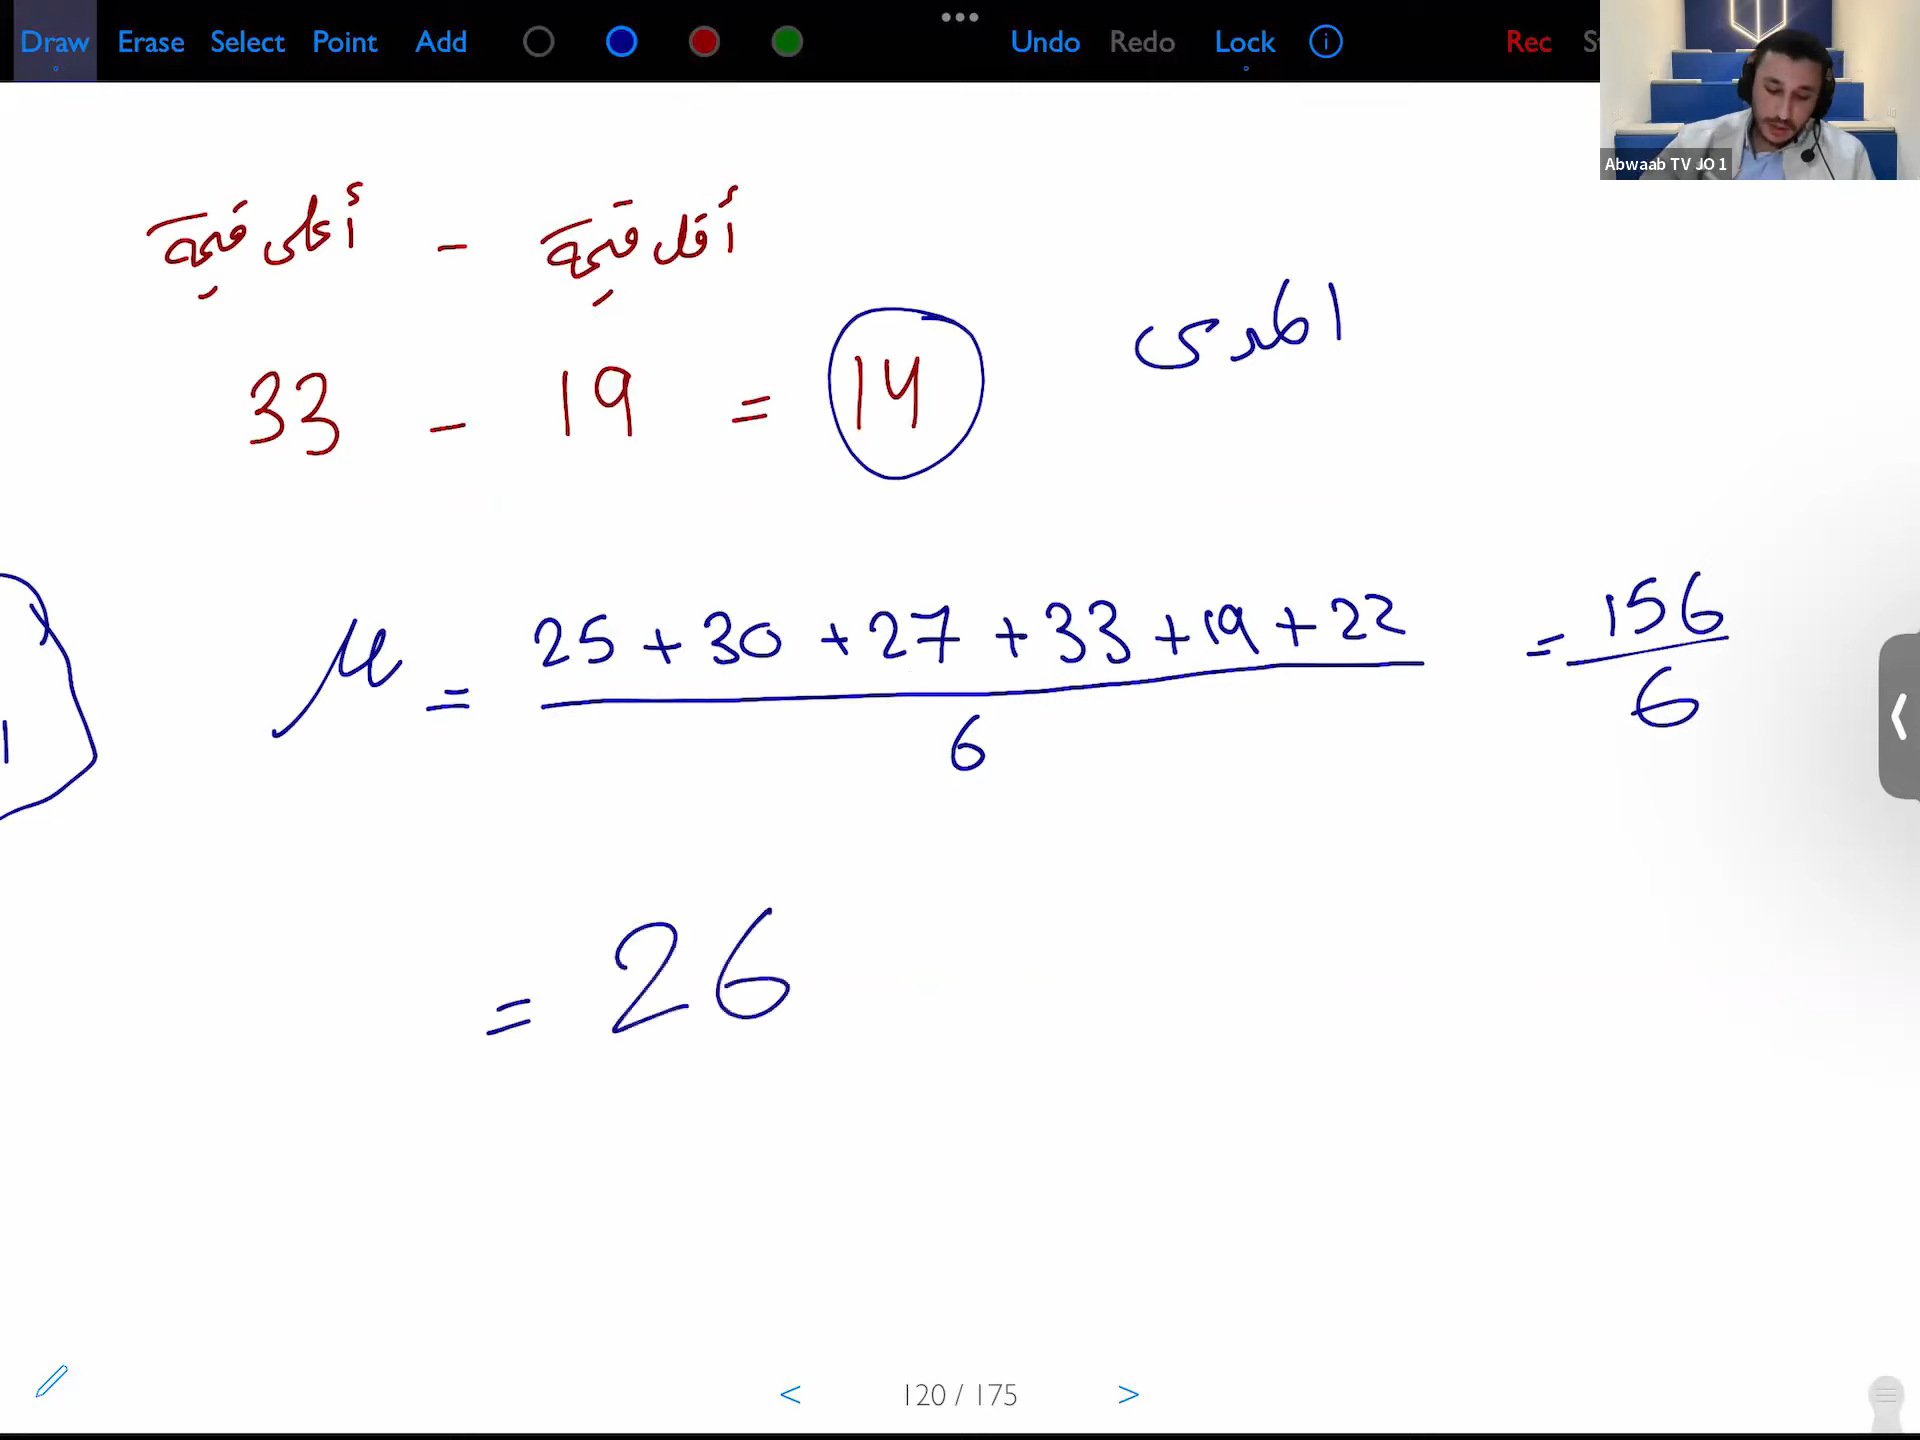 Draw Erase Select Point Add Undo Redo Lock Rec
Abwaab TV JO 1
أعلى قيمة - أقل قيمة
المدى
33 - 19 = 14
μ = 25 + 30 + 27 + 33 + 19 + 22 / 6 = 156 / 6
= 26
< 120 / 175 >